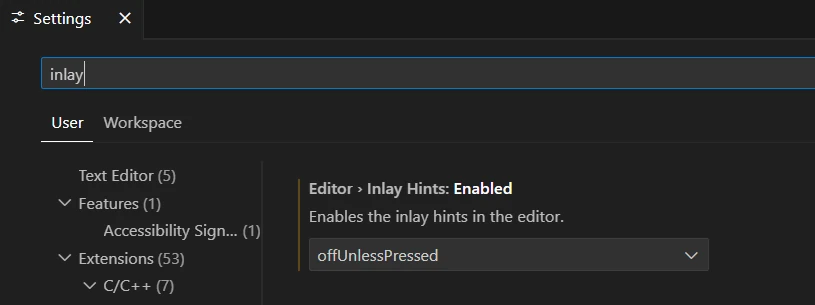 Settings
inlay
User Workspace
Text Editor (5)
Features (1)
Accessibility Sign... (1)
Extensions (53)
C/C++ (7)
Editor › Inlay Hints: Enabled
Enables the inlay hints in the editor.
offUnlessPressed